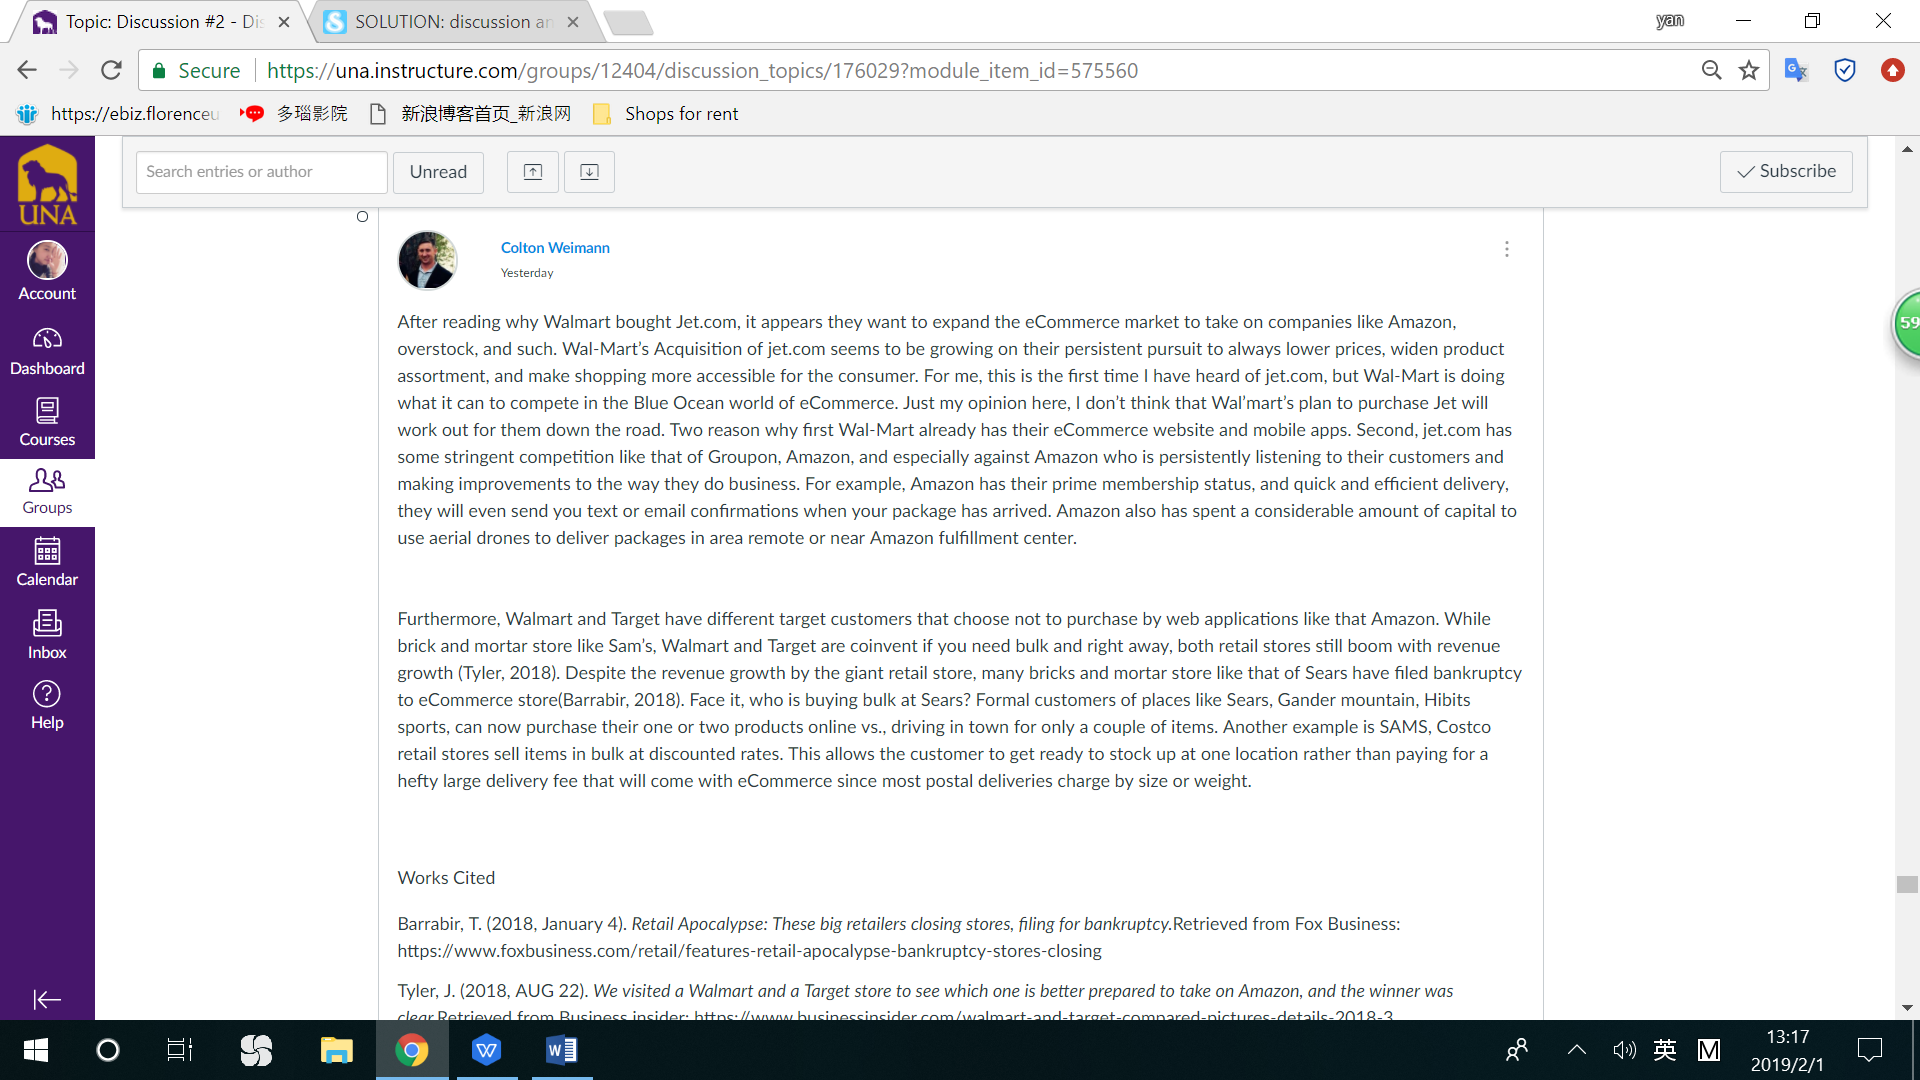 Topic: Discussion #2 - Dis
SOLUTION: discussion an
yan
Secure
https://una.instructure.com/groups/12404/discussion_topics/176029?module_item_id=575560
https://ebiz.florenceu
多瑙影院
新浪博客首页_新浪网
Shops for rent
UNA
Account
Dashboard
Courses
Groups
Calendar
Inbox
Help
Search entries or author
Unread
Subscribe
59
Colton Weimann
Yesterday
After reading why Walmart bought Jet.com, it appears they want to expand the eCommerce market to take on companies like Amazon,
overstock, and such. Wal-Mart’s Acquisition of jet.com seems to be growing on their persistent pursuit to always lower prices, widen product
assortment, and make shopping more accessible for the consumer. For me, this is the first time I have heard of jet.com, but Wal-Mart is doing
what it can to compete in the Blue Ocean world of eCommerce. Just my opinion here, I don’t think that Wal’mart’s plan to purchase Jet will
work out for them down the road. Two reason why first Wal-Mart already has their eCommerce website and mobile apps. Second, jet.com has
some stringent competition like that of Groupon, Amazon, and especially against Amazon who is persistently listening to their customers and
making improvements to the way they do business. For example, Amazon has their prime membership status, and quick and efficient delivery,
they will even send you text or email confirmations when your package has arrived. Amazon also has spent a considerable amount of capital to
use aerial drones to deliver packages in area remote or near Amazon fulfillment center.
Furthermore, Walmart and Target have different target customers that choose not to purchase by web applications like that Amazon. While
brick and mortar store like Sam’s, Walmart and Target are coinvent if you need bulk and right away, both retail stores still boom with revenue
growth (Tyler, 2018). Despite the revenue growth by the giant retail store, many bricks and mortar store like that of Sears have filed bankruptcy
to eCommerce store(Barrabir, 2018). Face it, who is buying bulk at Sears? Formal customers of places like Sears, Gander mountain, Hibits
sports, can now purchase their one or two products online vs., driving in town for only a couple of items. Another example is SAMS, Costco
retail stores sell items in bulk at discounted rates. This allows the customer to get ready to stock up at one location rather than paying for a
hefty large delivery fee that will come with eCommerce since most postal deliveries charge by size or weight.
Works Cited
Barrabir, T. (2018, January 4). Retail Apocalypse: These big retailers closing stores, filing for bankruptcy.Retrieved from Fox Business:
https://www.foxbusiness.com/retail/features-retail-apocalypse-bankruptcy-stores-closing
Tyler, J. (2018, AUG 22). We visited a Walmart and a Target store to see which one is better prepared to take on Amazon, and the winner was
clear.Retrieved from Business insider: https://www.businessinsider.com/walmart-and-target-compared-pictures-details-2018-3
英
M
13:17
2019/2/1